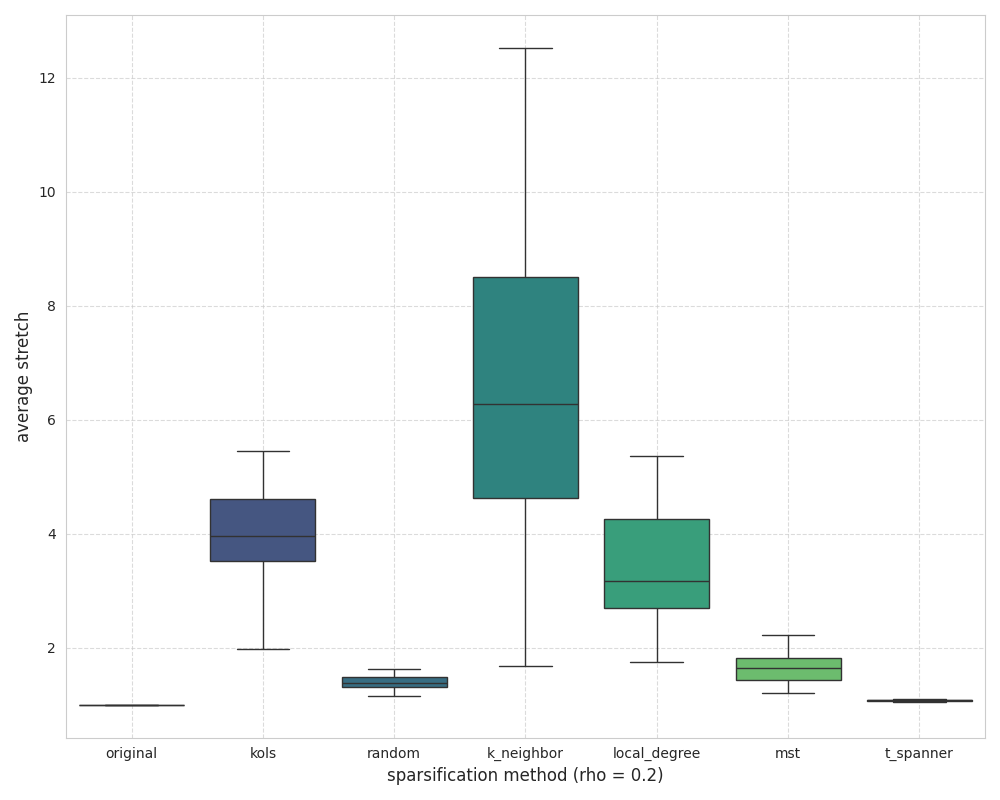 average stretch
12
10
8
6
4
2
original kols random k_neighbor local_degree mst t_spanner
sparsification method (rho = 0.2)